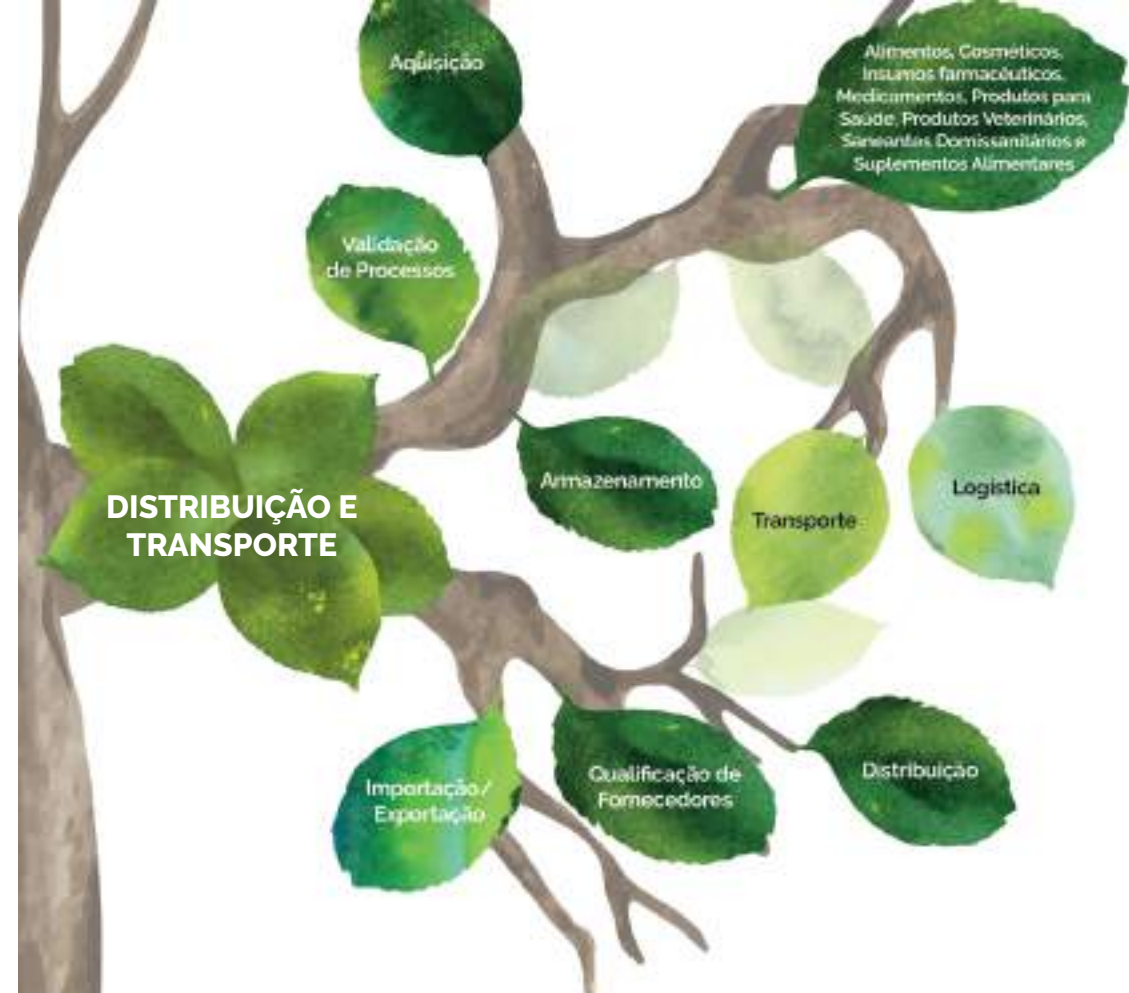 Aquisição
Alimentos, Cosméticos,
Insumos farmacêuticos,
Medicamentos, Produtos para
Saúde, Produtos Veterinários,
Saneantes Domissanitários e
Suplementos Alimentares
Validação
de Processos
Armazenamento
Transporte
Logística
DISTRIBUIÇÃO E
TRANSPORTE
Importação/
Exportação
Qualificação de
Fornecedores
Distribuição